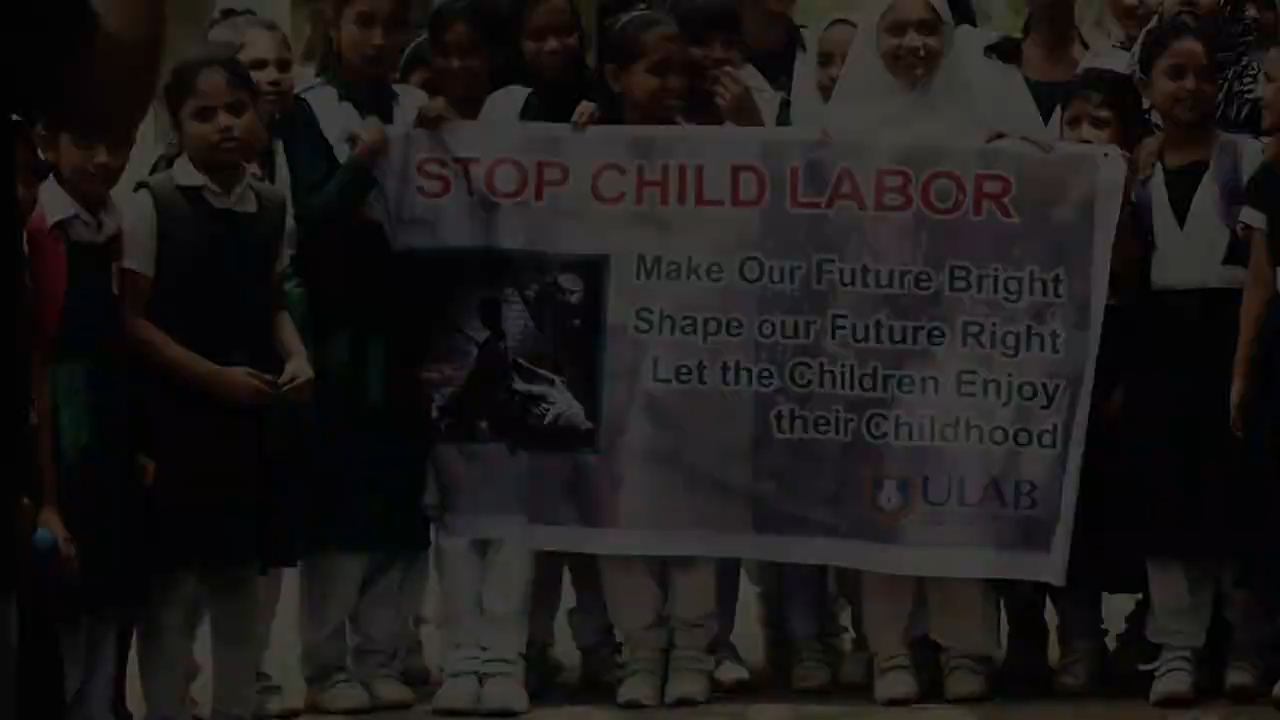 STOP CHILD LABOR
Make Our Future Bright
Shape our Future Right
Let the Children Enjoy
their Childhood
ULAB